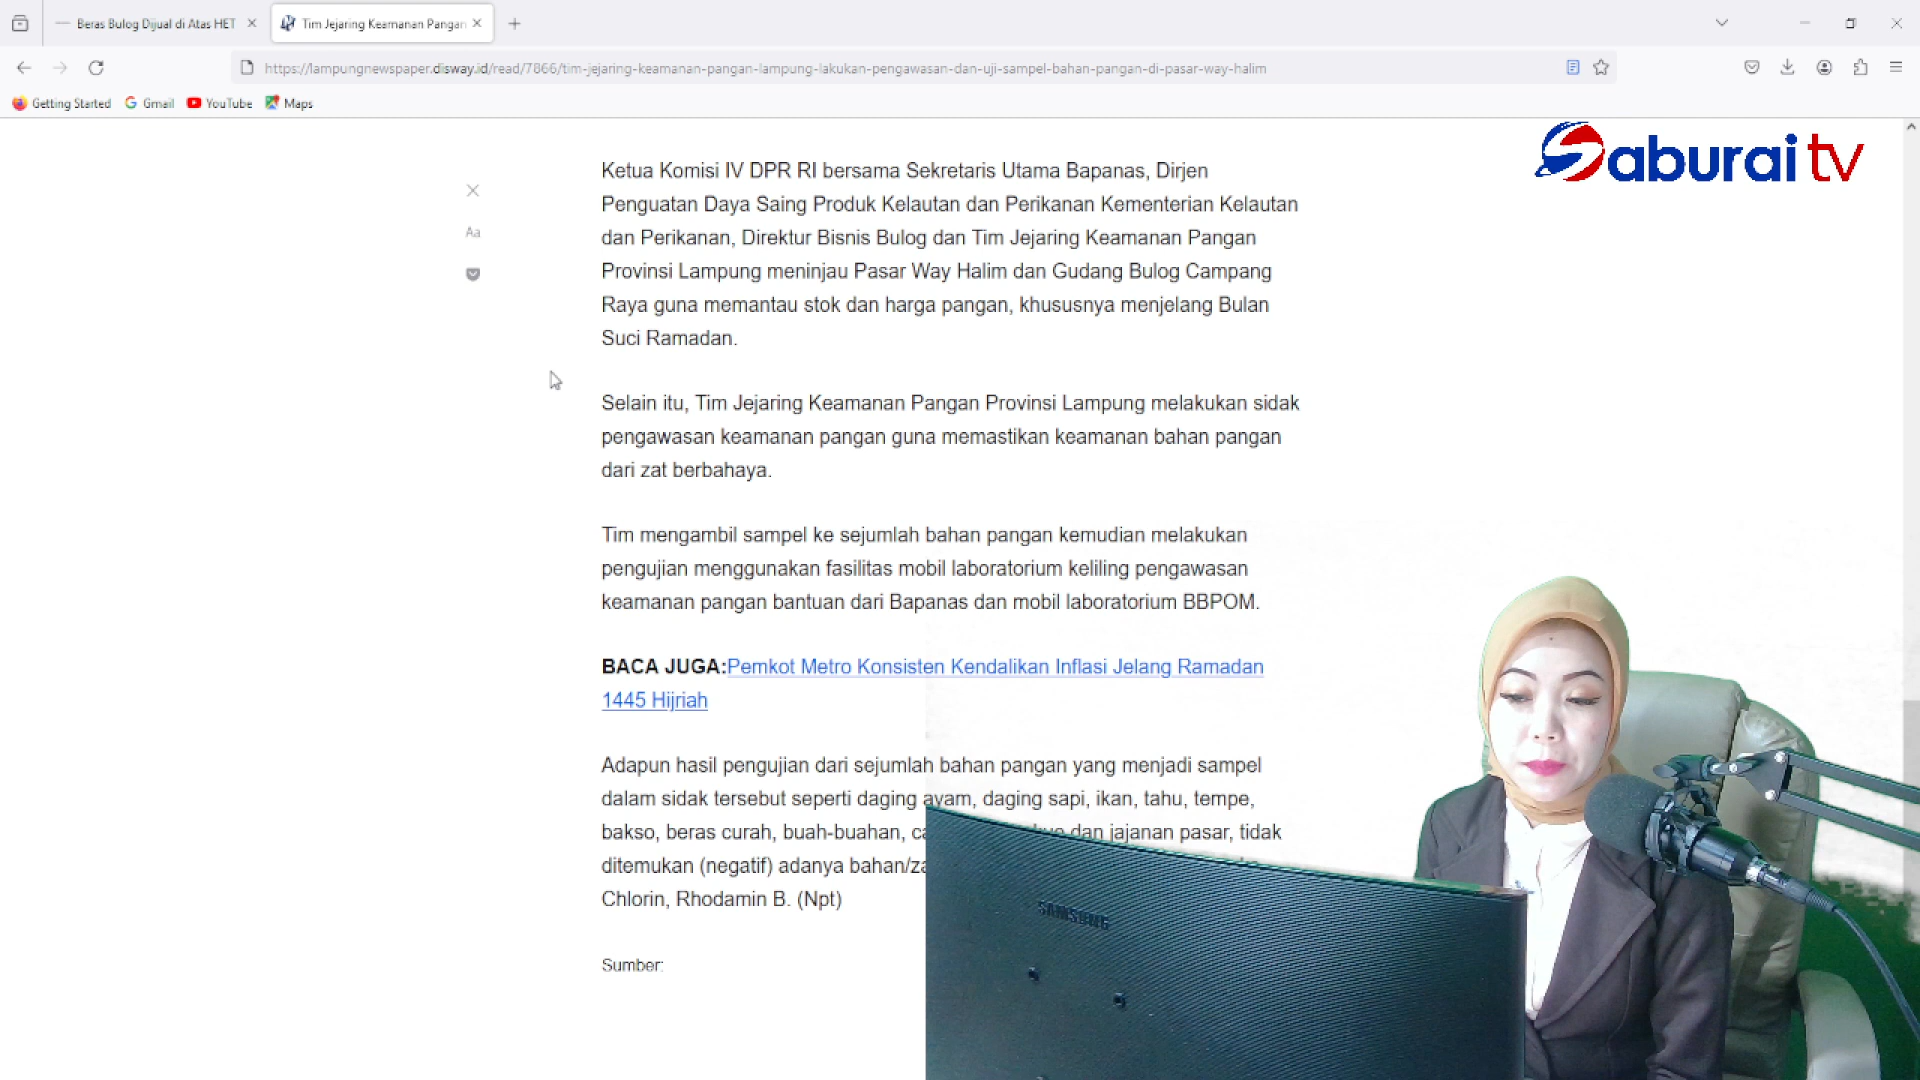 Beras Bulog Dijual di Atas HET
Tim Jejaring Keamanan Pangan
https://lampungnewspaper.disway.id/read/7866/tim-jejaring-keamanan-pangan-lampung-lakukan-pengawasan-dan-uji-sampel-bahan-pangan-di-pasar-way-halim
Getting Started
Gmail
YouTube
Maps
Saburai tv
Aa
Ketua Komisi IV DPR RI bersama Sekretaris Utama Bapanas, Dirjen
Penguatan Daya Saing Produk Kelautan dan Perikanan Kementerian Kelautan
dan Perikanan, Direktur Bisnis Bulog dan Tim Jejaring Keamanan Pangan
Provinsi Lampung meninjau Pasar Way Halim dan Gudang Bulog Campang
Raya guna memantau stok dan harga pangan, khususnya menjelang Bulan
Suci Ramadan.
Selain itu, Tim Jejaring Keamanan Pangan Provinsi Lampung melakukan sidak
pengawasan keamanan pangan guna memastikan keamanan bahan pangan
dari zat berbahaya.
Tim mengambil sampel ke sejumlah bahan pangan kemudian melakukan
pengujian menggunakan fasilitas mobil laboratorium keliling pengawasan
keamanan pangan bantuan dari Bapanas dan mobil laboratorium BBPOM.
BACA JUGA:Pemkot Metro Konsisten Kendalikan Inflasi Jelang Ramadan
1445 Hijriah
Adapun hasil pengujian dari sejumlah bahan pangan yang menjadi sampel
dalam sidak tersebut seperti daging ayam, daging sapi, ikan, tahu, tempe,
bakso, beras curah, buah-buahan, dan jajanan pasar, tidak
ditemukan (negatif) adanya
Chlorin, Rhodamin B. (Npt)
Sumber:
SAMSUNG